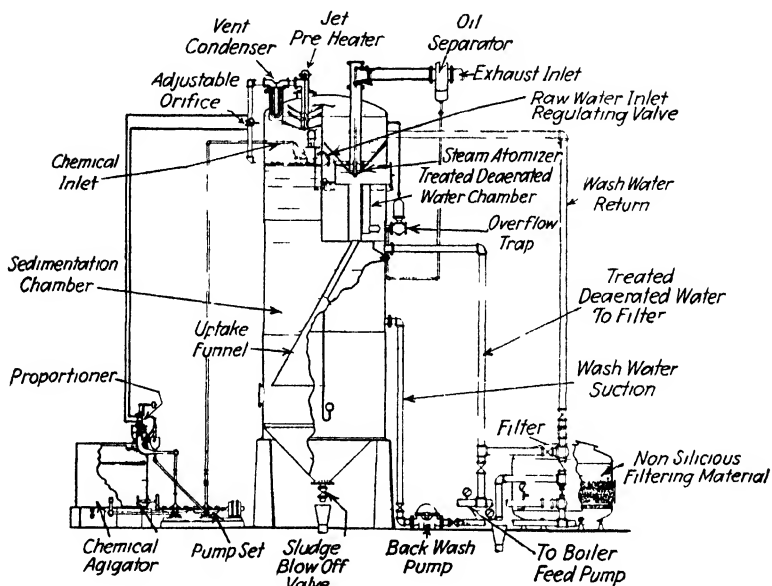 Vent
Condenser
Jet
Pre Heater
Oil
Separator
Exhaust Inlet
Adjustable
Orifice
Raw Water Inlet
Regulating Valve
Chemical
Inlet
Steam Atomizer
Treated Deaerated
Water Chamber
Wash Water
Return
Overflow
Trap
Sedimentation
Chamber
Treated
Deaerated Water
To Filter
Uptake
Funnel
Wash Water
Suction
Proportioner
Filter
Non Silicious
Filtering Material
Chemical
Agigator
Pump Set
Sludge
Blow Off
Valve
Back Wash
Pump
To Boiler
Feed Pump